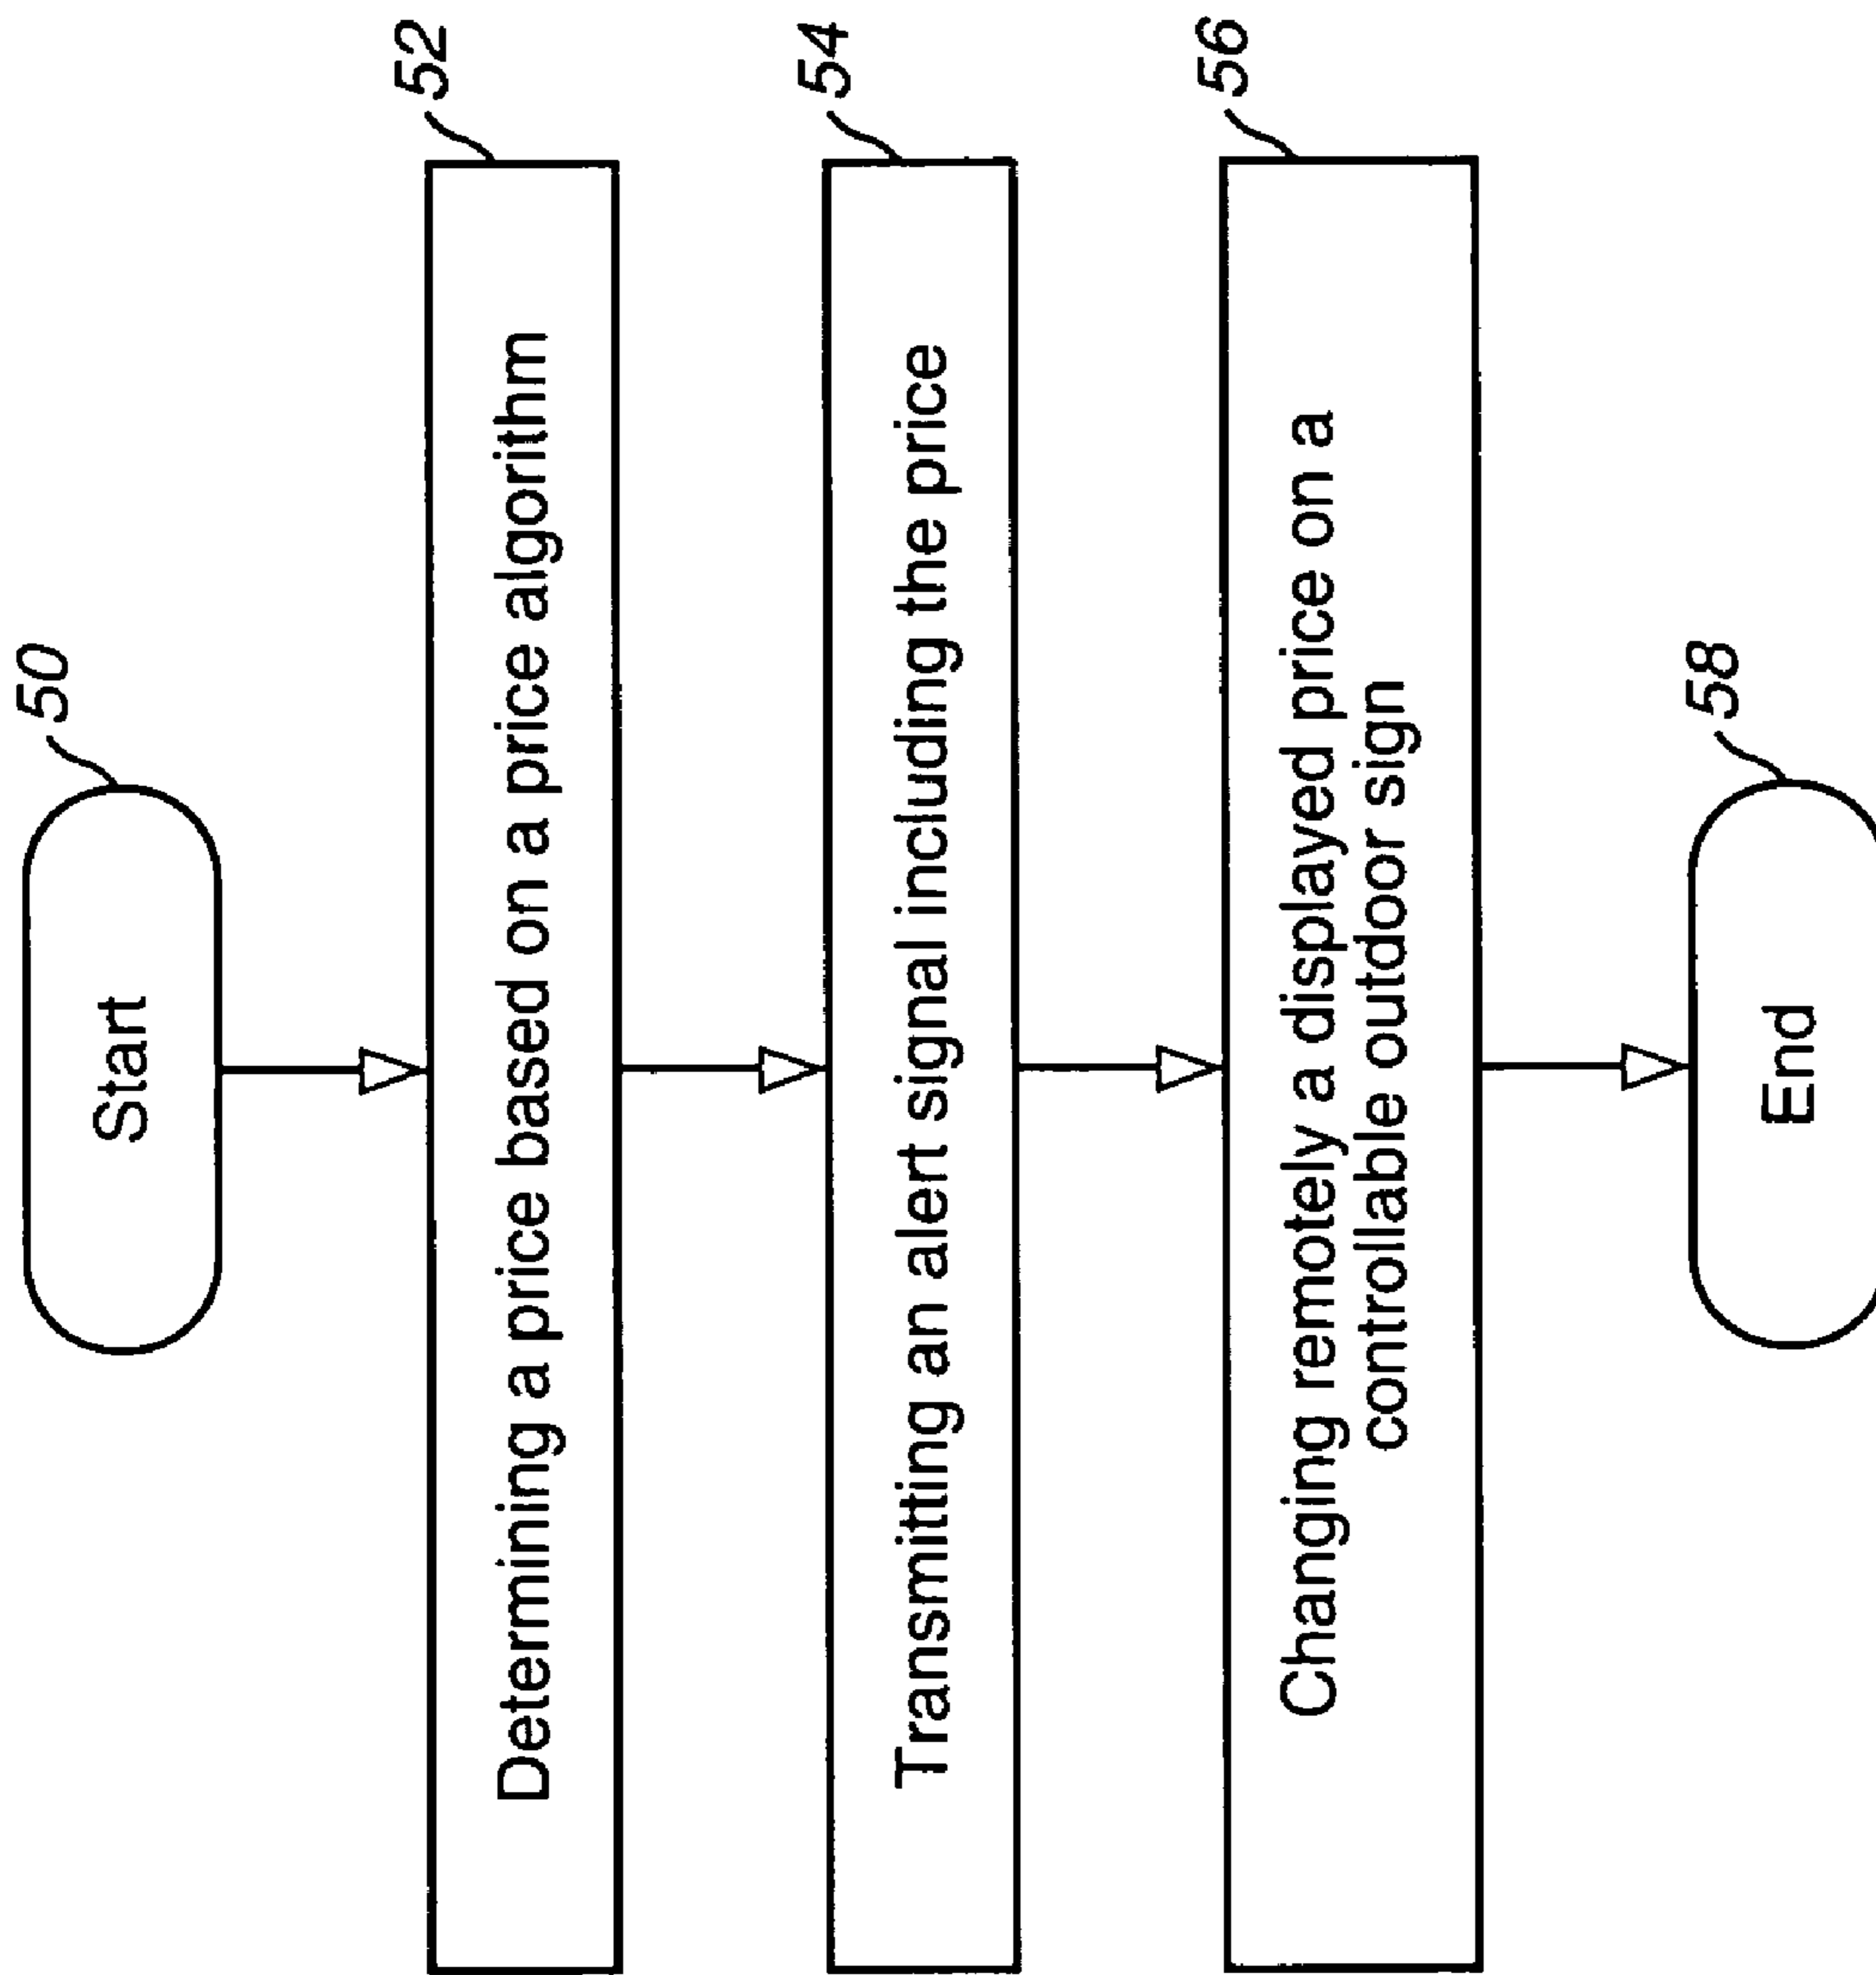 50
Start
52
Determining a price based on a price algorithm
54
Transmitting an alert signal including the price
56
Changing remotely a displayed price on a
controllable outdoor sign
58
End